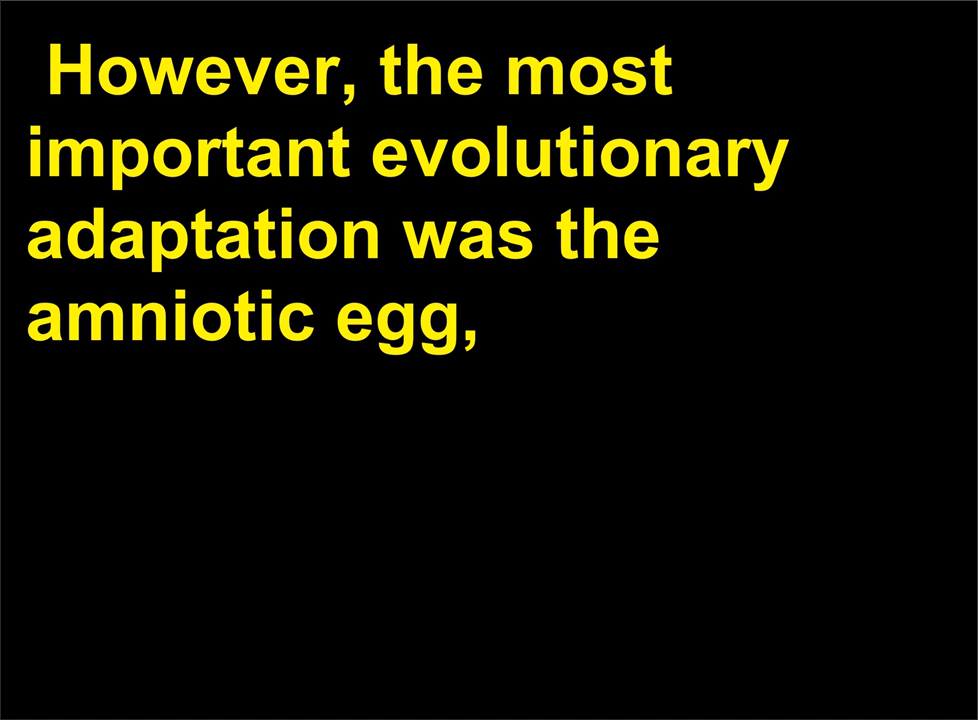 However, the most
important evolutionary
adaptation was the
amniotic egg,